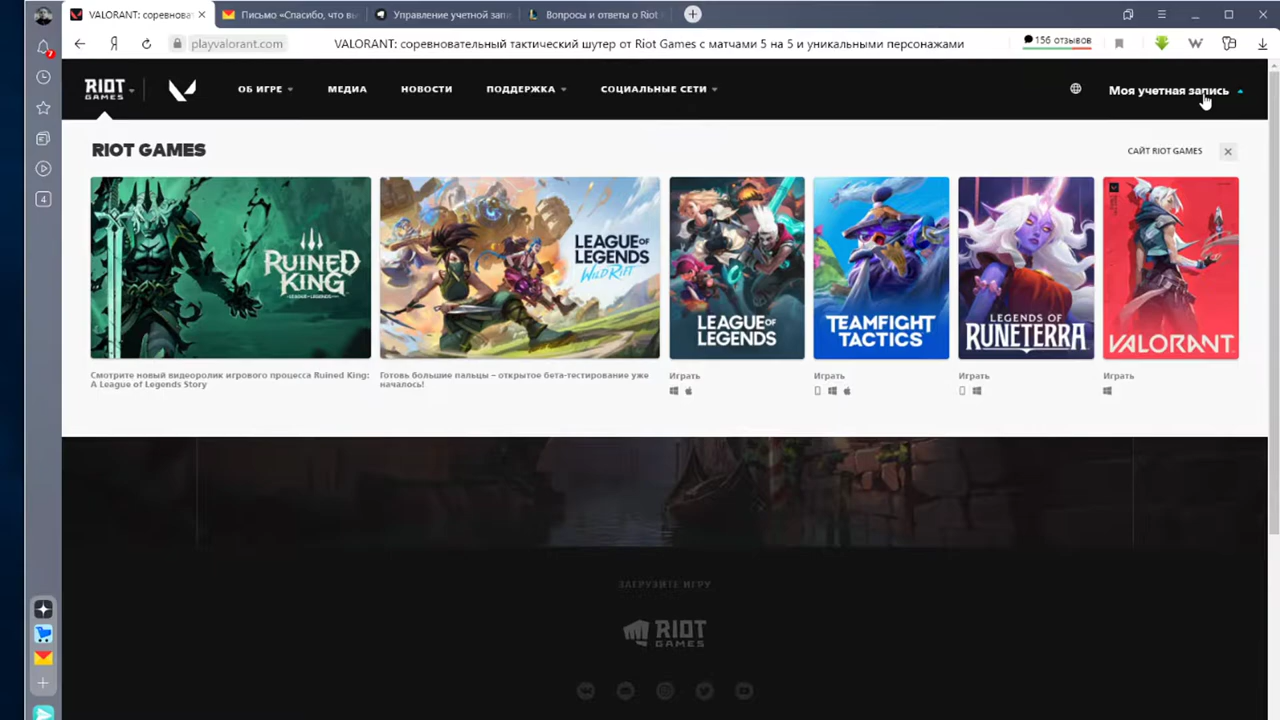 VALORANT: соревноват
Письмо «Спасибо, что вы
Управление учетной запи
Вопросы и ответы о Riot
7
playvalorant.com
VALORANT: соревновательный тактический шутер от Riot Games с матчами 5 на 5 и уникальными персонажами
156 отзывов
4
RIOT GAMES
ОБ ИГРЕ
МЕДИА
НОВОСТИ
ПОДДЕРЖКА
СОЦИАЛЬНЫЕ СЕТИ
Моя учетная запись
RIOT GAMES
САЙТ RIOT GAMES
RUINED
KING
LEAGUE OF
LEGENDS
WILD RIFT
LEAGUE OF
LEGENDS
TEAMFIGHT
TACTICS
LEGENDS OF
RUNETERRA
VALORANT
Смотрите новый видеоролик игрового процесса Ruined King:
A League of Legends Story
Готовь большие пальцы – открытое бета-тестирование уже
началось!
Играть
Играть
Играть
Играть
ЗАГРУЗИТЕ ИГРУ
RIOT
GAMES